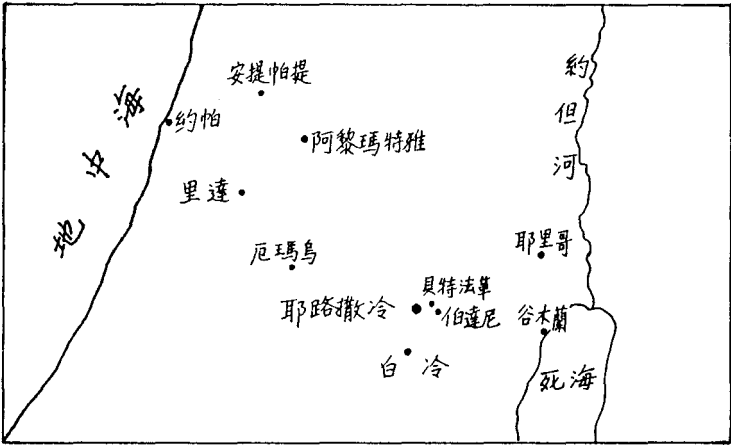 地中海
約但河
安提帕提
約帕
阿黎瑪特雅
里達
厄瑪烏
耶里哥
貝特法革
耶路撒冷
伯達尼
谷木蘭
白冷
死海